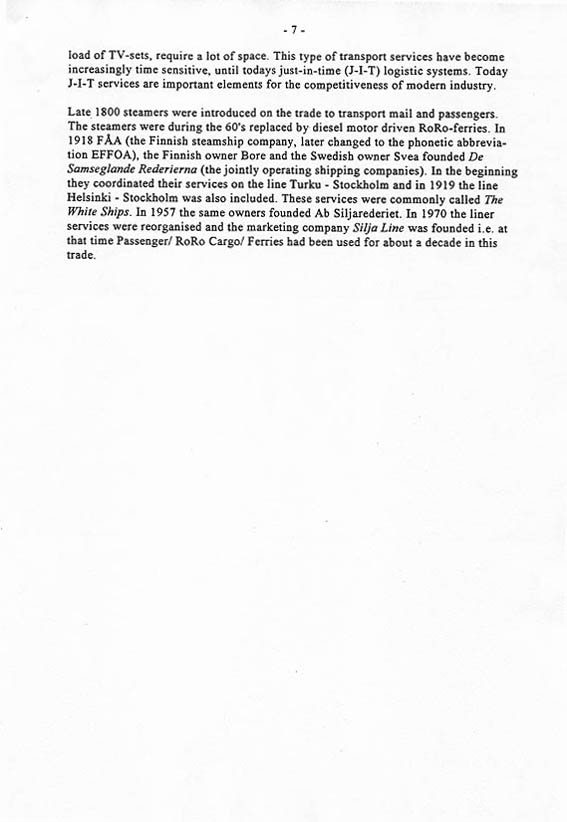 - 7 -
load of TV-sets, require a lot of space. This type of transport services have become
increasingly time sensitive, until todays just-in-time (J-I-T) logistic systems. Today
J-I-T services are important elements for the competitiveness of modern industry.
Late 1800 steamers were introduced on the trade to transport mail and passengers.
The steamers were during the 60's replaced by diesel motor driven RoRo-ferries. In
1918 FÅA (the Finnish steamship company, later changed to the phonetic abbrevia-
tion EFFOA), the Finnish owner Bore and the Swedish owner Svea founded De
Samseglande Rederierna (the jointly operating shipping companies). In the beginning
they coordinated their services on the line Turku - Stockholm and in 1919 the line
Helsinki - Stockholm was also included. These services were commonly called The
White Ships. In 1957 the same owners founded Ab Siljarederiet. In 1970 the liner
services were reorganised and the marketing company Silja Line was founded i.e. at
that time Passenger/ RoRo Cargo/ Ferries had been used for about a decade in this
trade.